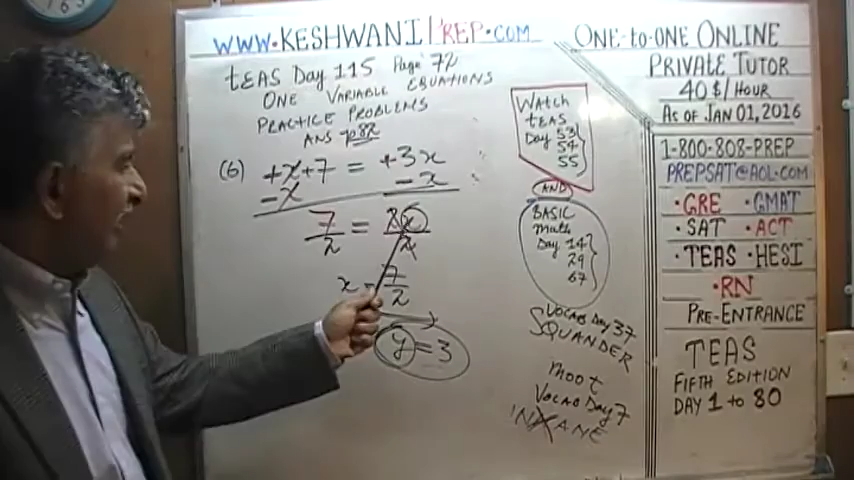 WWW.KESHWANI PREP.COM
TEAS Day 115 Page 72
ONE VARIABLE EQUATIONS
PRACTICE PROBLEMS
ANS p82
(6) +x+7 = +3x
-x -x
7/2 = 2x/2
x = 7/2
y = 3
Watch
TEAS
Day 53
54
55
AND
BASIC
Math
Day 14
29
67
VOCAB Day 37
SQUANDER
MOOT
VOCAB Day 7
INANE
ONE-to-ONE ONLINE
PRIVATE TUTOR
40 $/HOUR
AS OF JAN 01, 2016
1-800-808-PREP
PREPSAT@AOL.COM
•GRE •GMAT
•SAT •ACT
•TEAS •HESI
•RN
PRE-ENTRANCE
TEAS
FIFTH EDITION
DAY 1 to 80